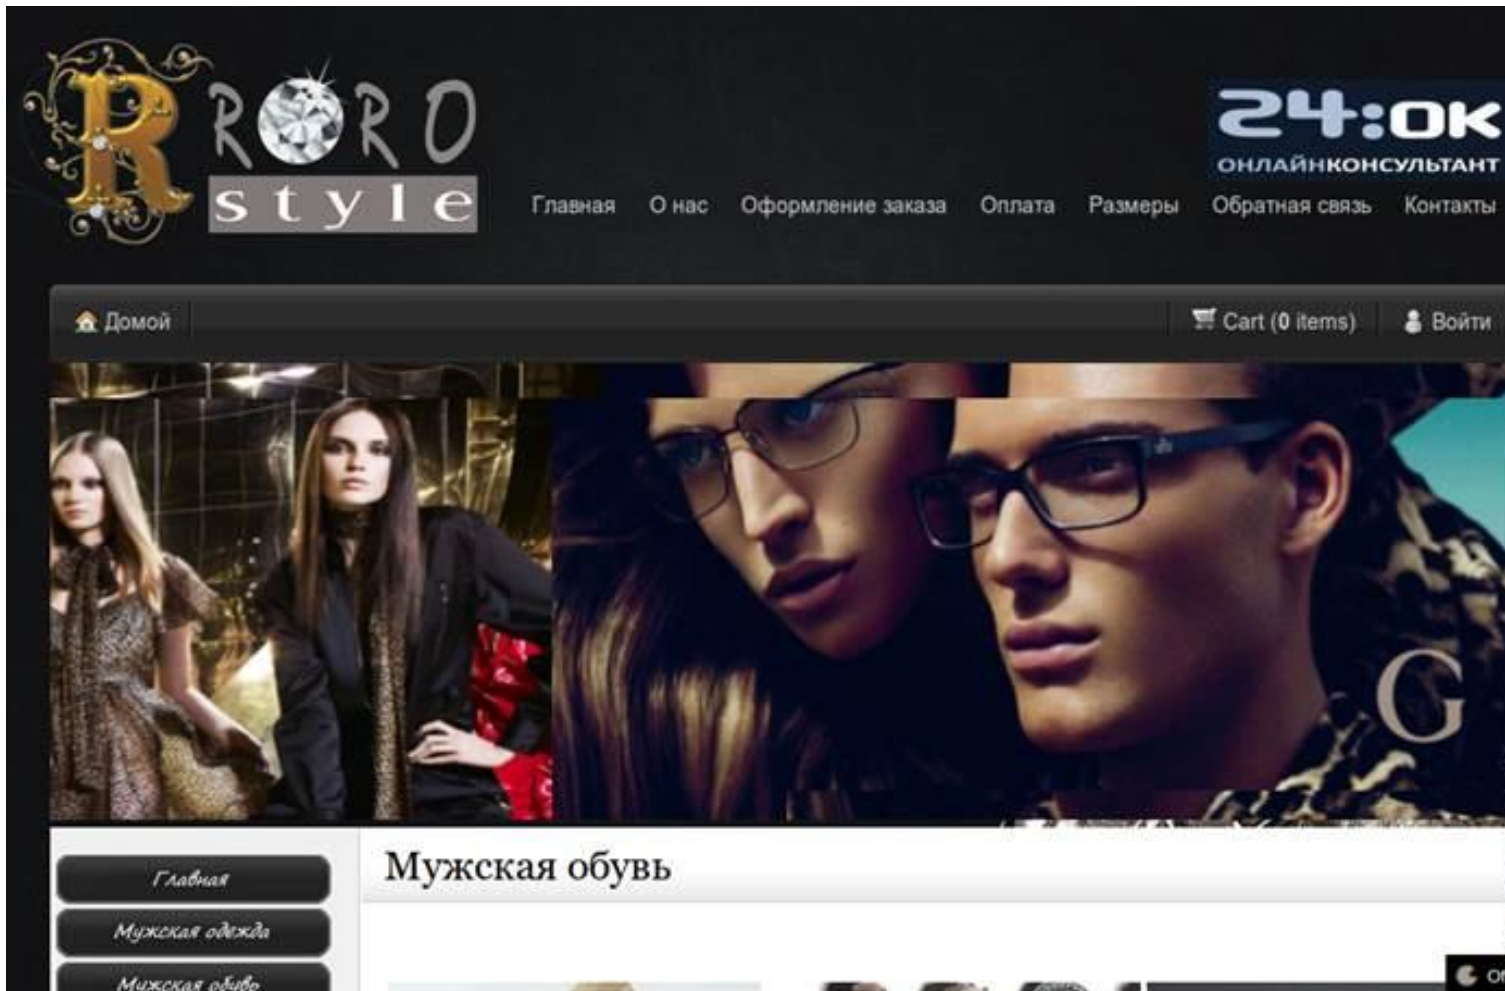 R
RORO
style
24:ок
ОНЛАЙНКОНСУЛЬТАНТ
Главная О нас Оформление заказа Оплата Размеры Обратная связь Контакты
Домой Cart (0 items) Войти
G
Мужская обувь
Главная
Мужская одежда
Мужская обувь